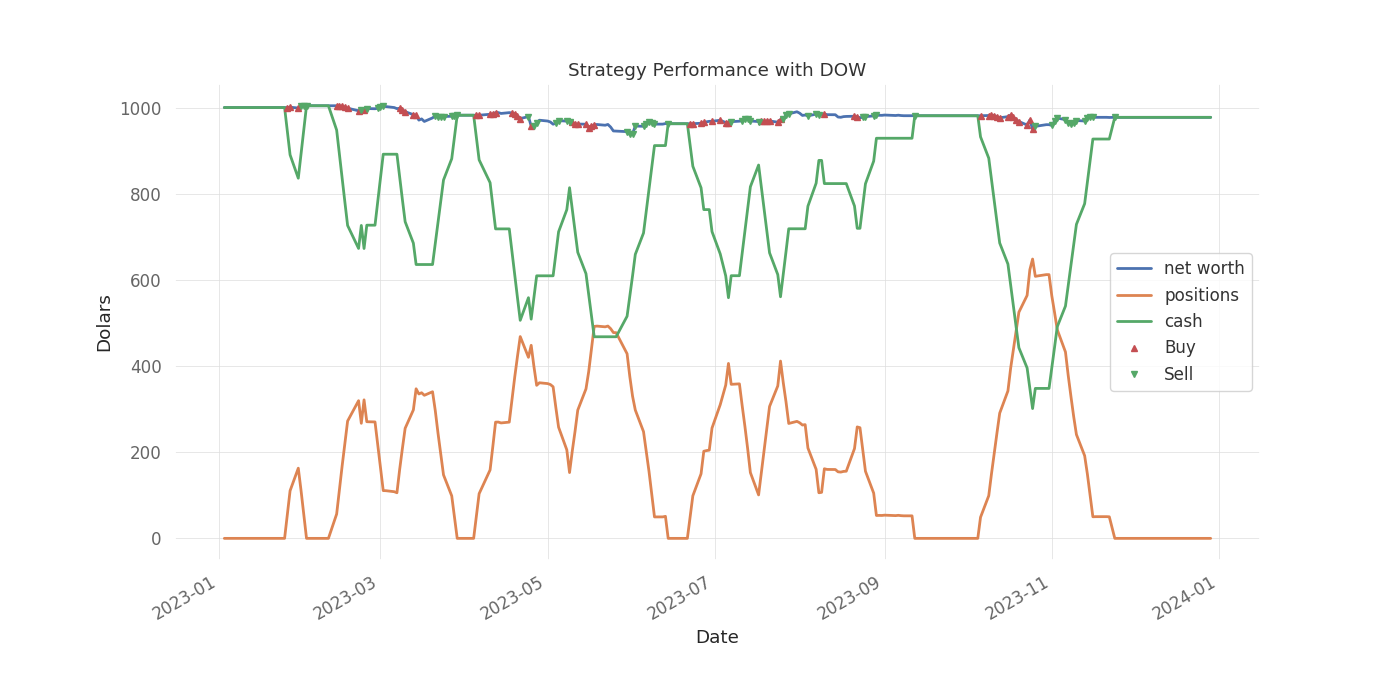 Strategy Performance with DOW
1000
800
600
400
200
0
Dolars
net worth
positions
cash
Buy
Sell
2023-01
2023-03
2023-05
2023-07
2023-09
2023-11
2024-01
Date